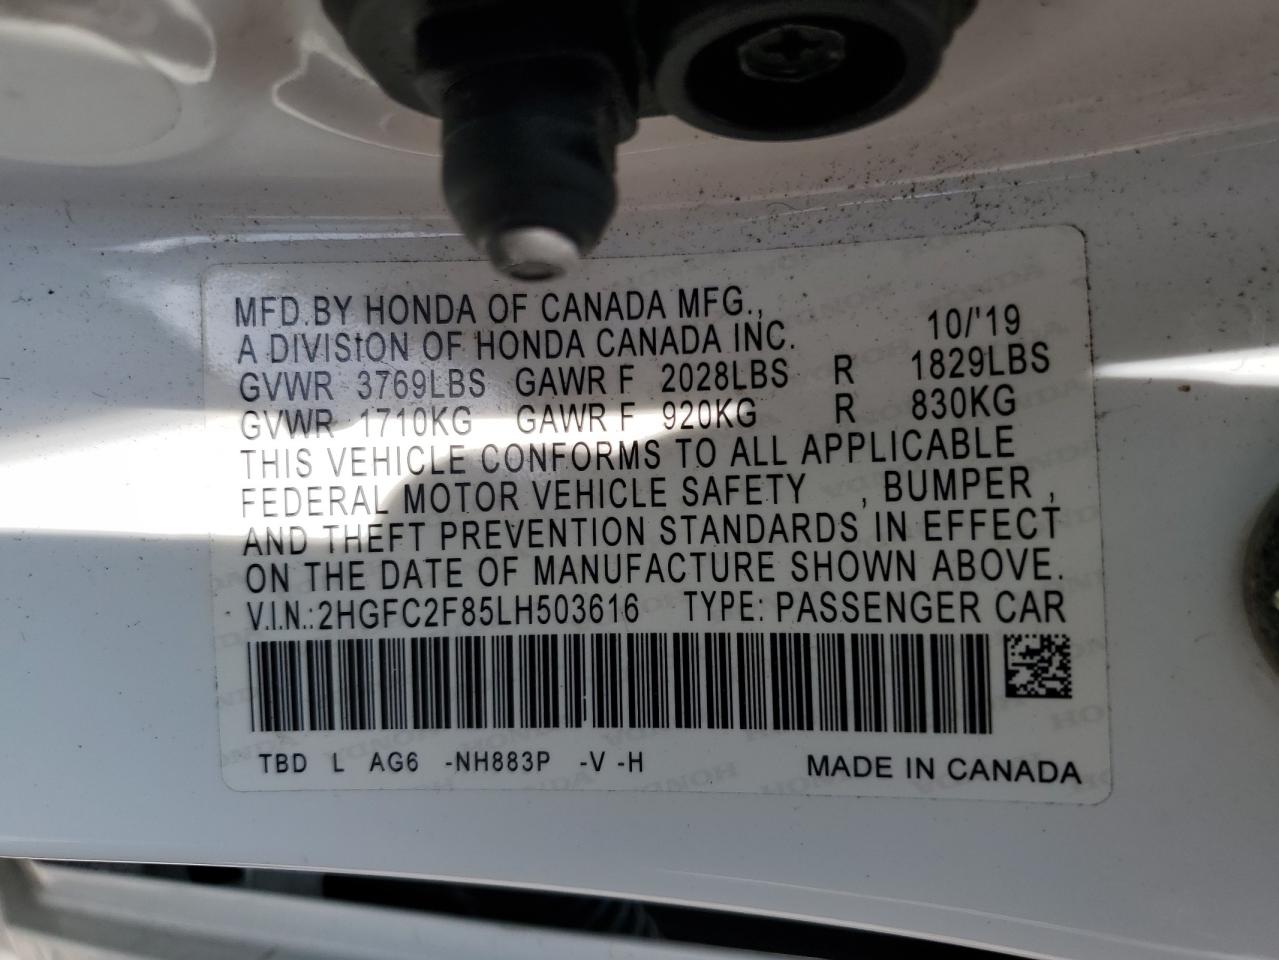 MFD.BY HONDA OF CANADA MFG., 10/'19
A DIVISION OF HONDA CANADA INC.
GVWR 3769LBS GAWR F 2028LBS R 1829LBS
GVWR 1710KG GAWR F 920KG R 830KG
THIS VEHICLE CONFORMS TO ALL APPLICABLE
FEDERAL MOTOR VEHICLE SAFETY , BUMPER ,
AND THEFT PREVENTION STANDARDS IN EFFECT
ON THE DATE OF MANUFACTURE SHOWN ABOVE.
V.I.N.:2HGFC2F85LH503616 TYPE: PASSENGER CAR
TBD L AG6 -NH883P -V -H MADE IN CANADA